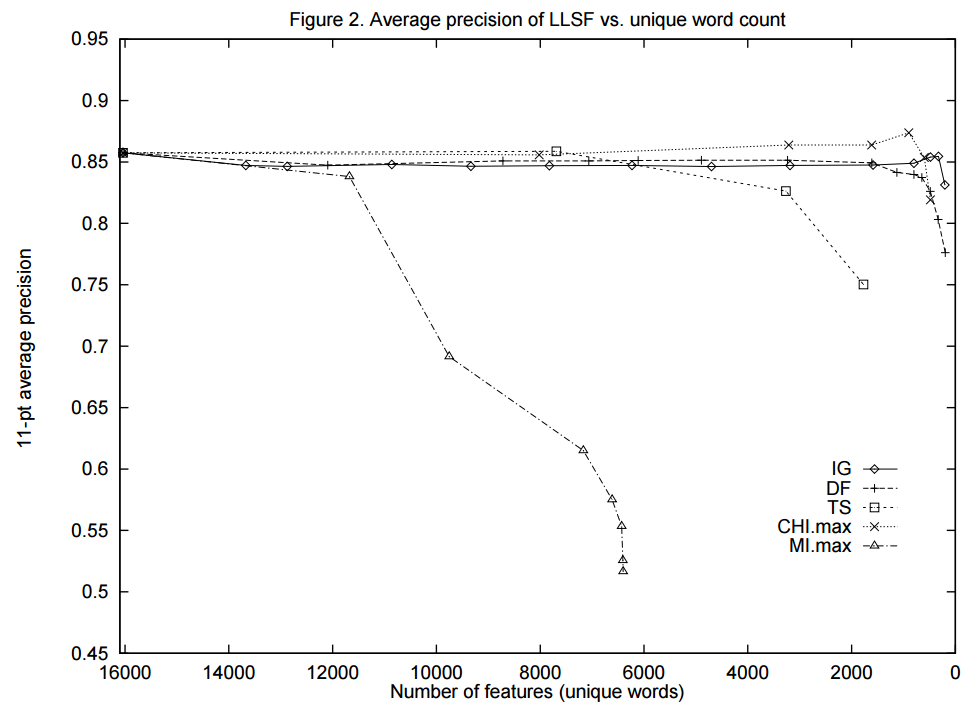 Figure 2. Average precision of LLSF vs. unique word count
0.95
0.9
0.85
0.8
0.75
0.7
0.65
0.6
0.55
0.5
0.45
11-pt average precision
IG
DF
TS
CHI.max
MI.max
16000 14000 12000 10000 8000 6000 4000 2000 0
Number of features (unique words)